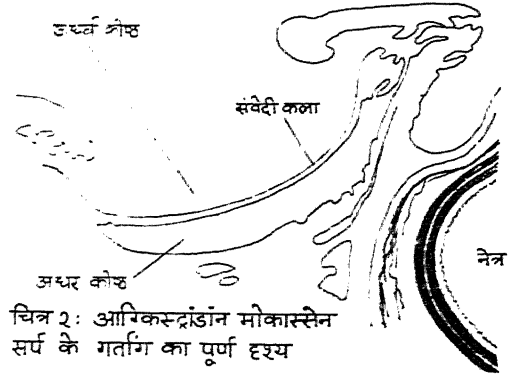 ऊर्ध्व कोष्ठ
संवेदी कला
अधर कोष्ठ
नेत्र
चित्र २: आग्किस्ट्रांडॉन मोकास्सेन
सर्प के गर्तांग का पूर्ण दृश्य